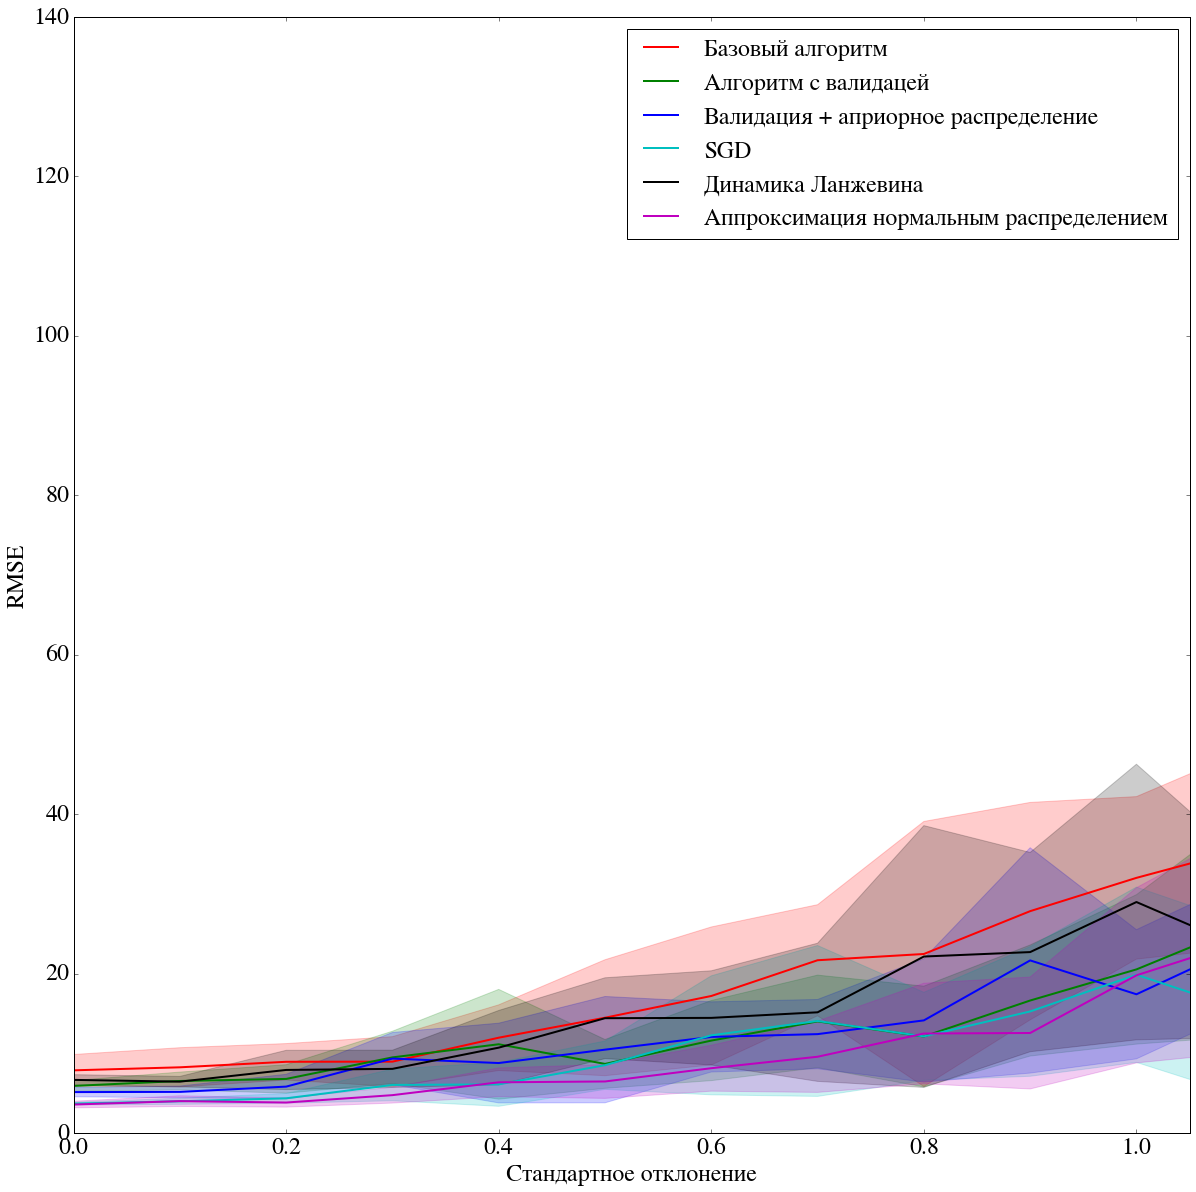 140
120
100
80
60
40
20
0
0.0
0.2
0.4
0.6
0.8
1.0
RMSE
Стандартное отклонение
Базовый алгоритм
Алгоритм с валидацей
Валидация + априорное распределение
SGD
Динамика Ланжевина
Аппроксимация нормальным распределением